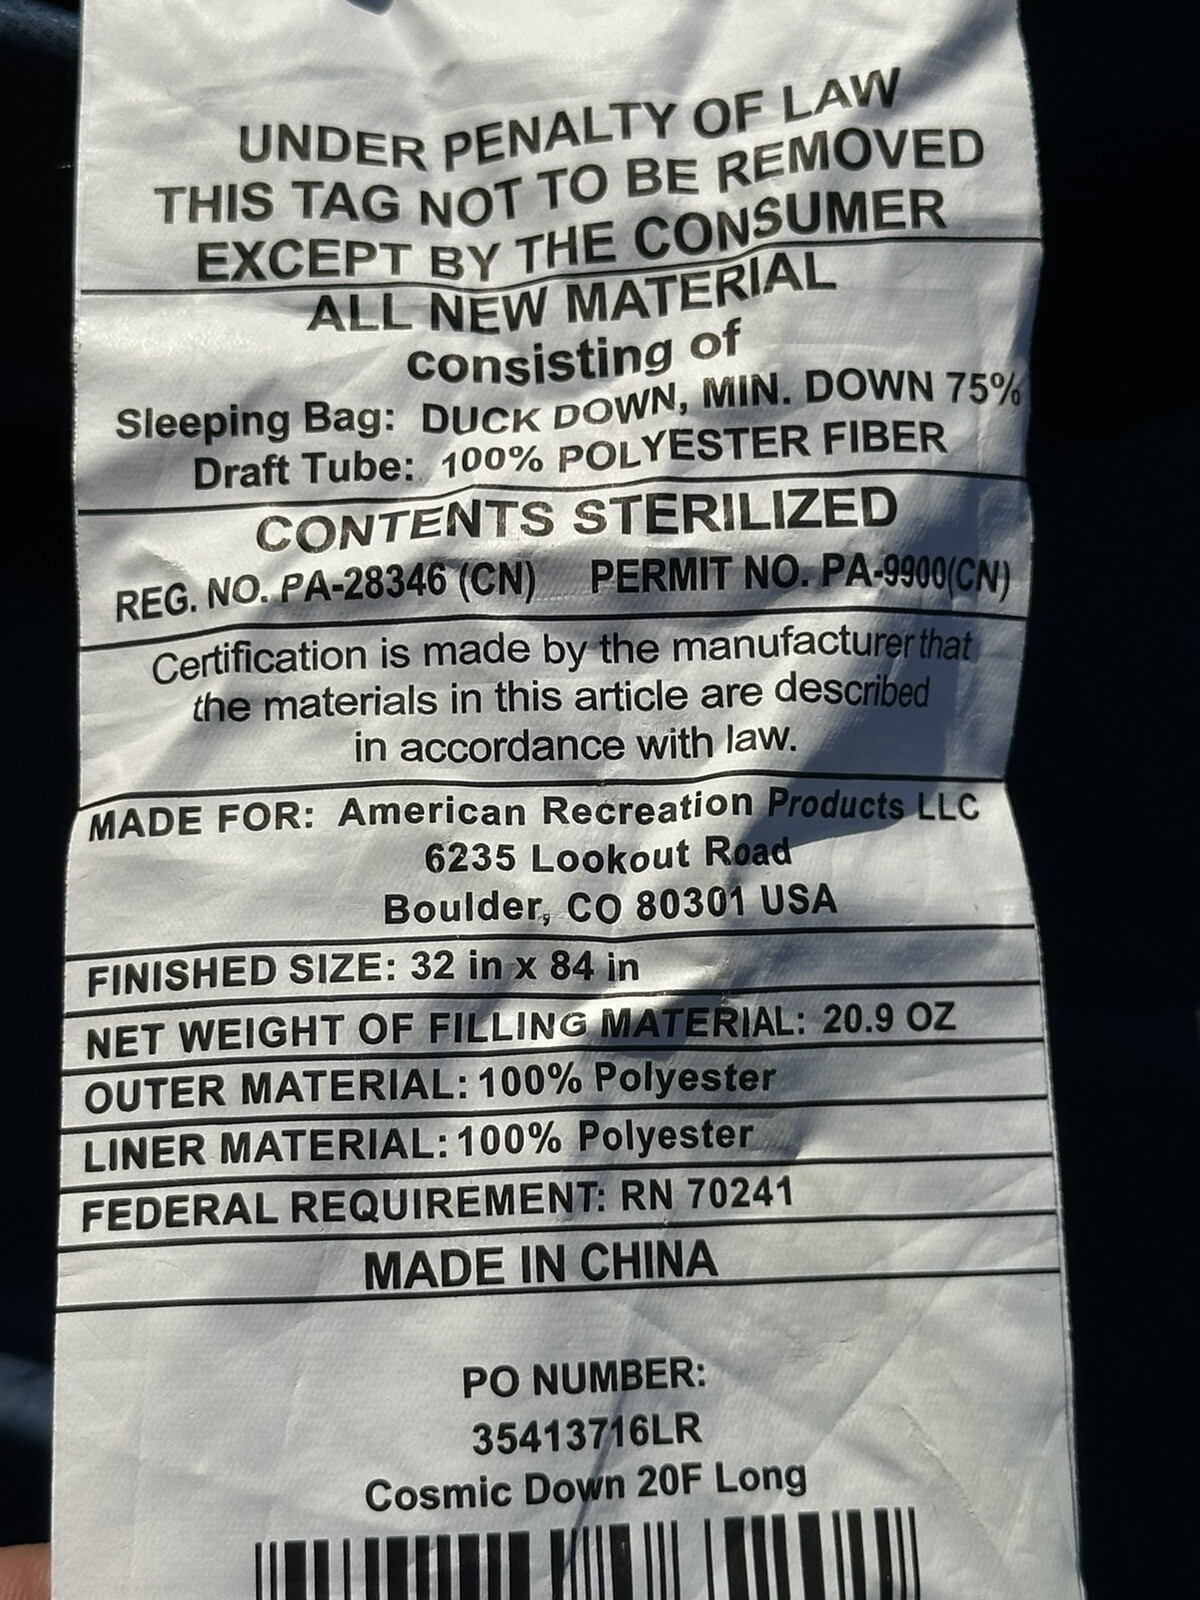 UNDER PENALTY OF LAW
THIS TAG NOT TO BE REMOVED
EXCEPT BY THE CONSUMER
ALL NEW MATERIAL
consisting of
Sleeping Bag: DUCK DOWN, MIN. DOWN 75%
Draft Tube: 100% POLYESTER FIBER
CONTENTS STERILIZED
REG. NO. PA-28346 (CN) PERMIT NO. PA-9900(CN)
Certification is made by the manufacturer that
the materials in this article are described
in accordance with law.
MADE FOR: American Recreation Products LLC
6235 Lookout Road
Boulder, CO 80301 USA
FINISHED SIZE: 32 in x 84 in
NET WEIGHT OF FILLING MATERIAL: 20.9 OZ
OUTER MATERIAL: 100% Polyester
LINER MATERIAL: 100% Polyester
FEDERAL REQUIREMENT: RN 70241
MADE IN CHINA
PO NUMBER:
35413716LR
Cosmic Down 20F Long